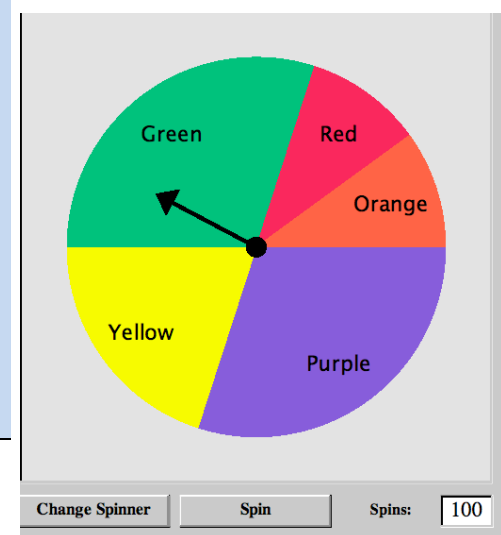 Green
Red
Orange
Yellow
Purple
Change Spinner Spin Spins: 100